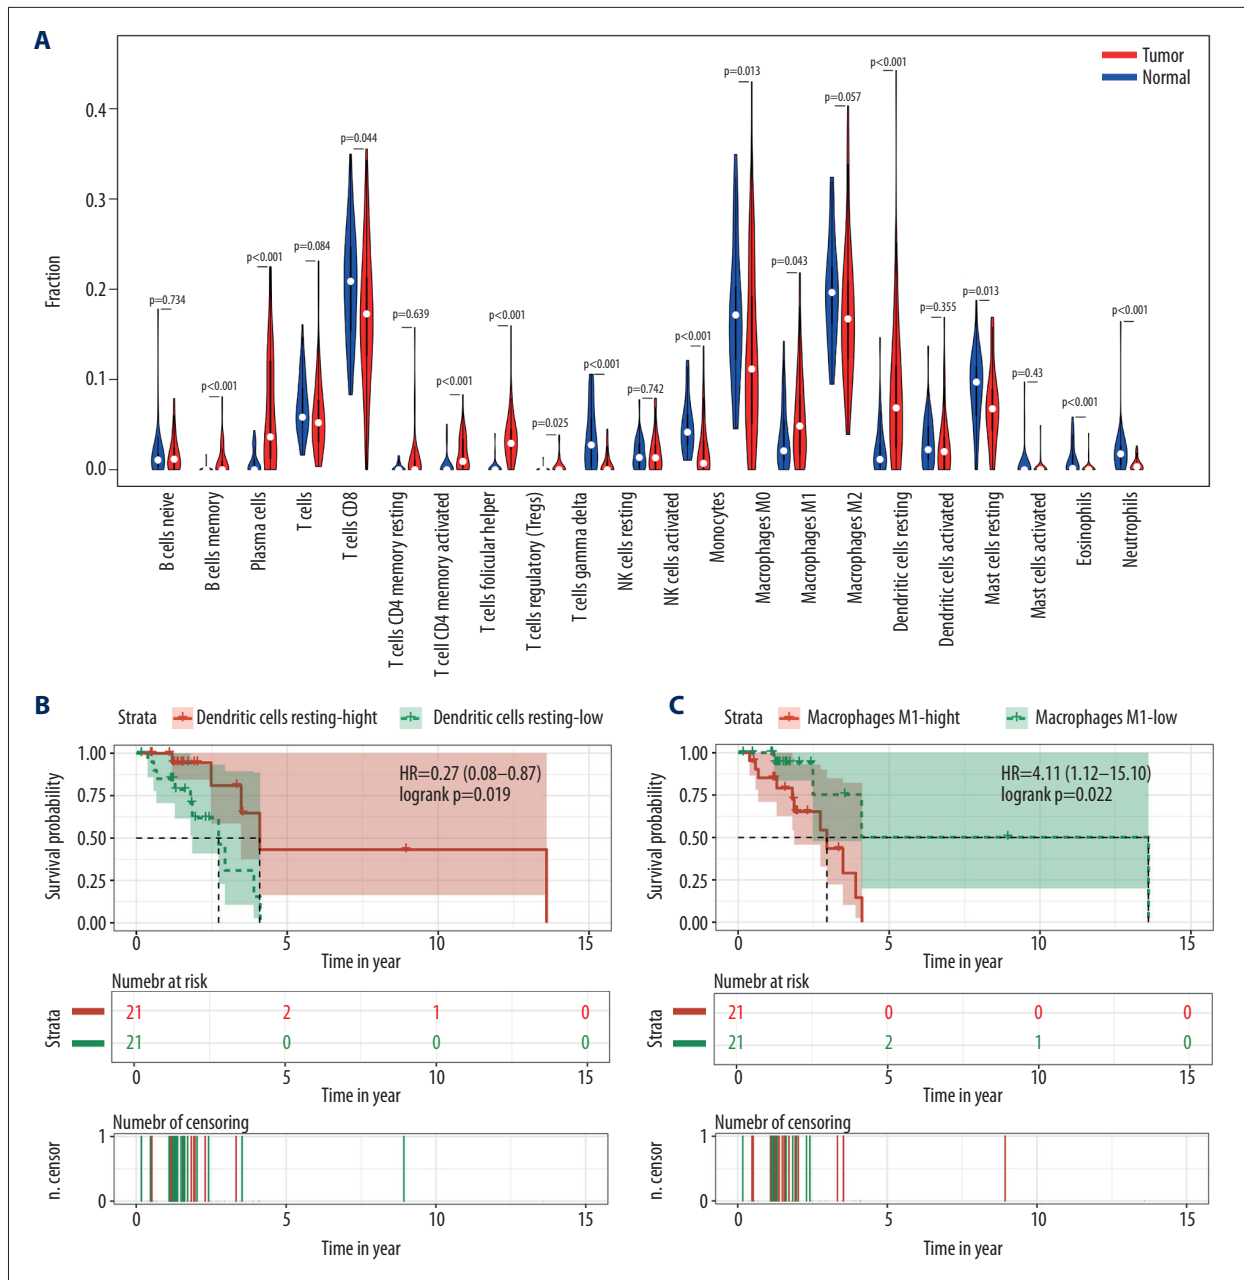 A
Tumor
Normal
Fraction
0.4
0.3
0.2
0.1
0.0
p=0.734
p<0.001
p<0.001
p=0.084
p=0.044
p=0.639
p<0.001
p<0.001
p=0.025
p<0.001
p=0.742
p<0.001
p=0.013
p=0.043
p=0.057
p<0.001
p=0.355
p=0.013
p=0.43
p<0.001
p<0.001
B cells neive
B cells memory
Plasma cells
T cells
T cells CD8
T cells CD4 memory resting
T cell CD4 memory activated
T cells follicular helper
T cells regulatory (Tregs)
T cells gamma delta
NK cells resting
NK cells activated
Monocytes
Macrophages M0
Macrophages M1
Macrophages M2
Dendritic cells resting
Dendritic cells activated
Mast cells resting
Mast cells activated
Eosinophils
Neutrophils
B
Strata
Dendritic cells resting-hight
Dendritic cells resting-low
Survival probability
1.00
0.75
0.50
0.25
0.00
HR=0.27 (0.08–0.87)
logrank p=0.019
0 5 10 15
Time in year
Numebr at risk
Strata
21 2 1 0
21 0 0 0
0 5 10 15
Time in year
Numebr of censoring
n. censor
1
0
0 5 10 15
Time in year
C
Strata
Macrophages M1-hight
Macrophages M1-low
Survival probability
1.00
0.75
0.50
0.25
0.00
HR=4.11 (1.12–15.10)
logrank p=0.022
0 5 10 15
Time in year
Numebr at risk
Strata
21 0 0 0
21 2 1 0
0 5 10 15
Time in year
Numebr of censoring
n. censor
1
0
0 5 10 15
Time in year